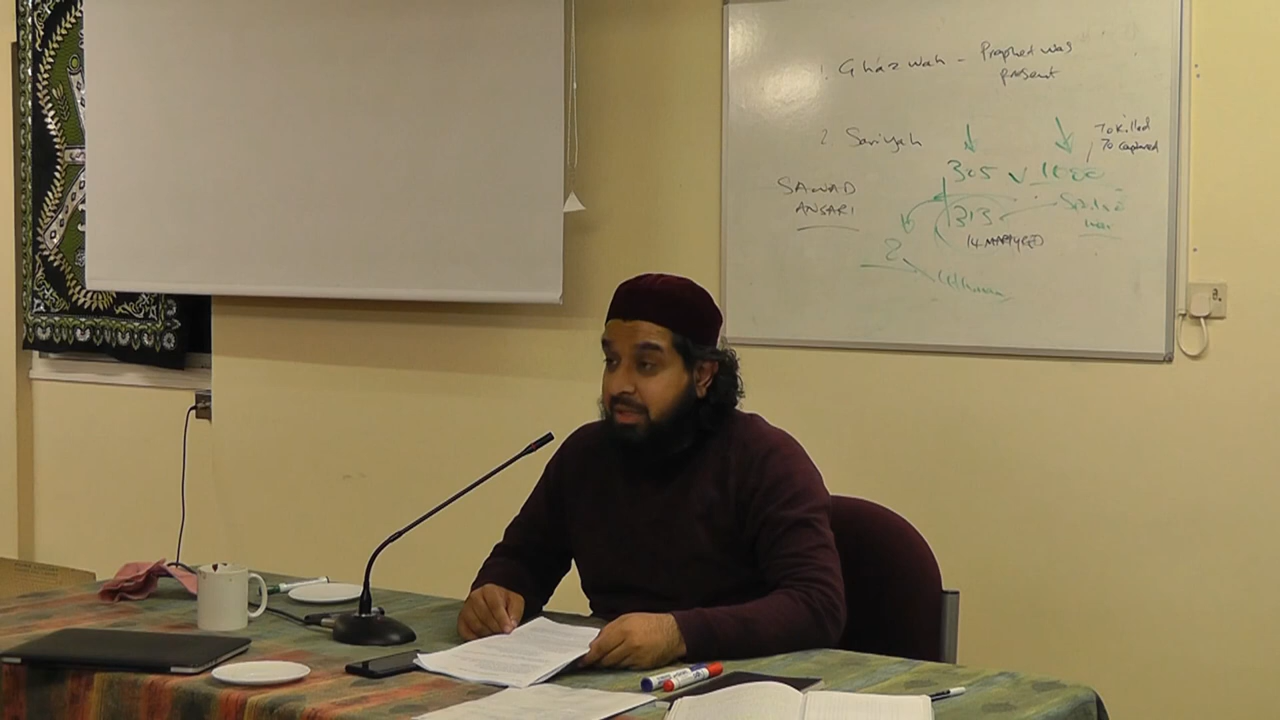 1. Ghazwah - Prophet was
present
2. Sariyah
70 killed
70 captured
305 v 1000
SAWAD
ANSARI
313
14 MARTYRED
2
Uthman